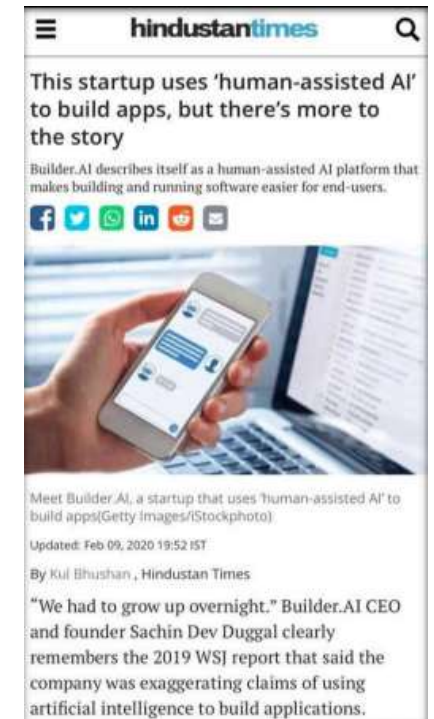 hindustantimes
This startup uses ‘human-assisted AI’
to build apps, but there’s more to
the story
Builder.AI describes itself as a human-assisted AI platform that
makes building and running software easier for end-users.
Meet Builder.AI, a startup that uses ‘human-assisted AI’ to
build apps(Getty Images/iStockphoto)
Updated: Feb 09, 2020 19:52 IST
By Kul Bhushan , Hindustan Times
“We had to grow up overnight.” Builder.AI CEO
and founder Sachin Dev Duggal clearly
remembers the 2019 WSJ report that said the
company was exaggerating claims of using
artificial intelligence to build applications.